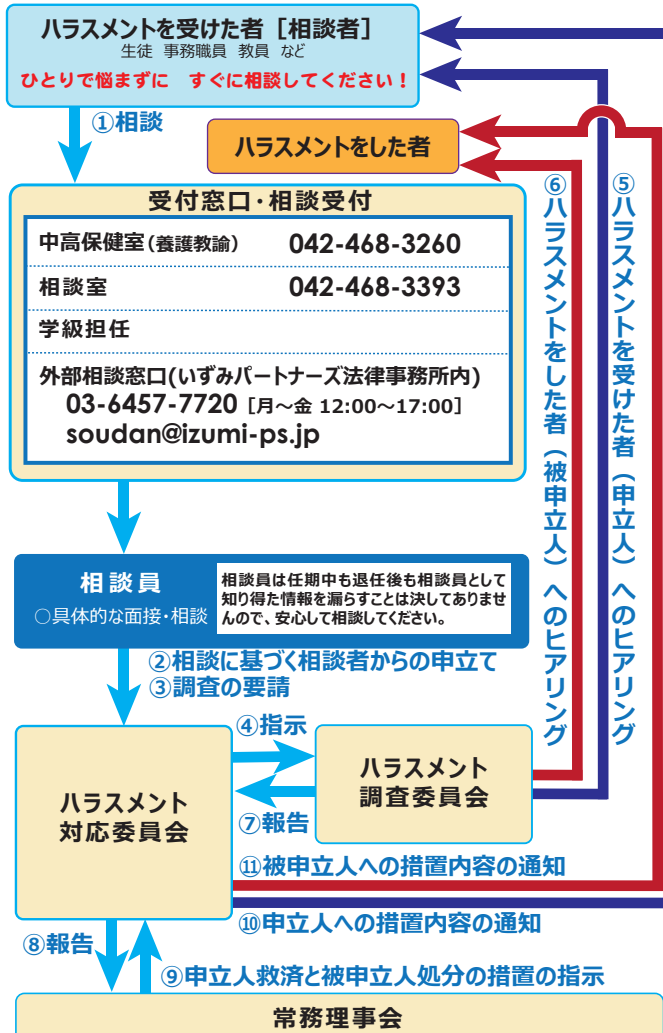 ハラスメントを受けた者［相談者］
生徒 事務職員 教員 など
ひとりで悩まずに すぐに相談してください！
①相談
ハラスメントをした者
受付窓口・相談受付
中高保健室（養護教諭） 042-468-3260
相談室 042-468-3393
学級担任
外部相談窓口(いずみパートナーズ法律事務所内)
03-6457-7720 [月～金 12:00～17:00]
soudan@izumi-ps.jp
⑤ハラスメントを受けた者（申立人）へのヒアリング
⑥ハラスメントをした者（被申立人）へのヒアリング
相談員
○具体的な面接・相談
相談員は任期中も退任後も相談員として
知り得た情報を漏らすことは決してありませ
んので、安心して相談してください。
②相談に基づく相談者からの申立て
③調査の要請
④指示
ハラスメント
対応委員会
ハラスメント
調査委員会
⑦報告
⑪被申立人への措置内容の通知
⑩申立人への措置内容の通知
⑧報告
⑨申立人救済と被申立人処分の措置の指示
常務理事会